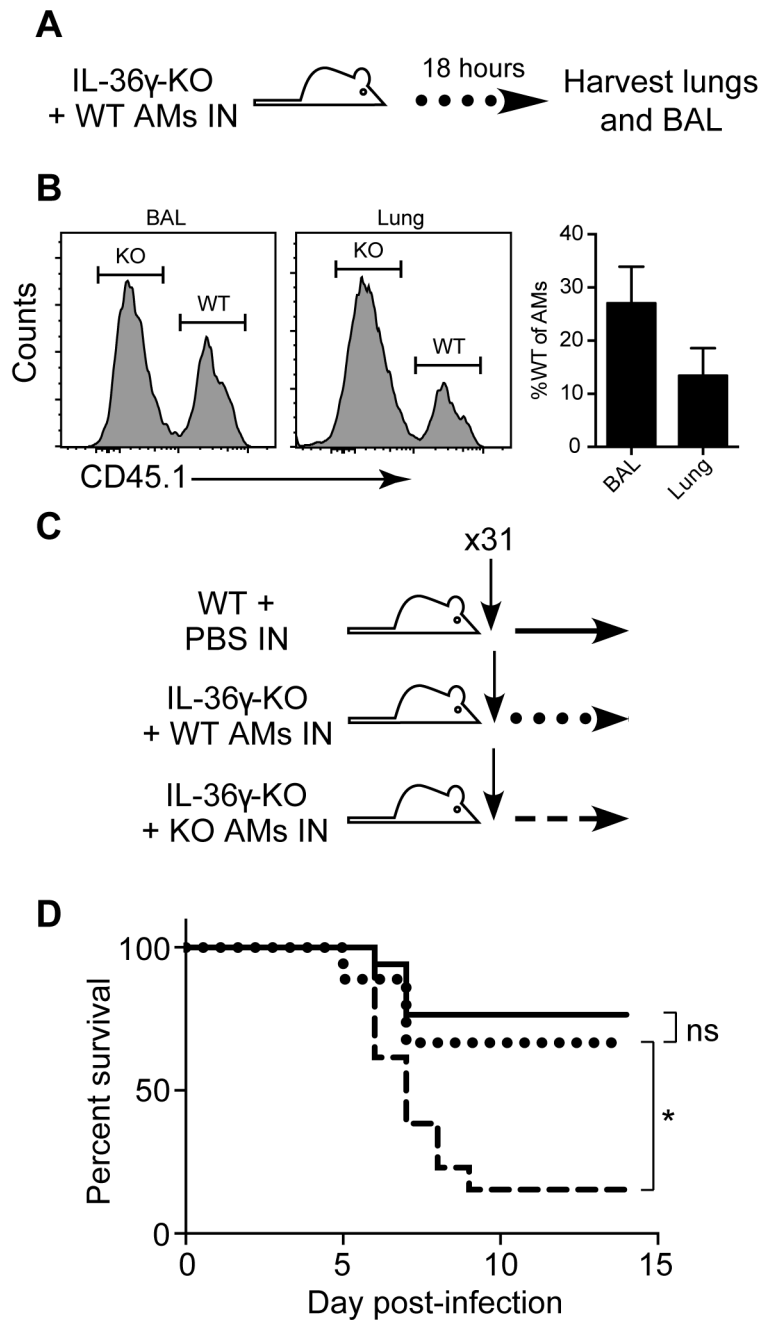 A
IL-36γ-KO
+ WT AMs IN
18 hours
Harvest lungs
and BAL
B
BAL
KO
WT
Lung
KO
WT
Counts
CD45.1
%WT of AMs
40
30
20
10
0
BAL
Lung
C
x31
WT +
PBS IN
IL-36γ-KO
+ WT AMs IN
IL-36γ-KO
+ KO AMs IN
D
Percent survival
100
50
0
ns
*
0 5 10 15
Day post-infection